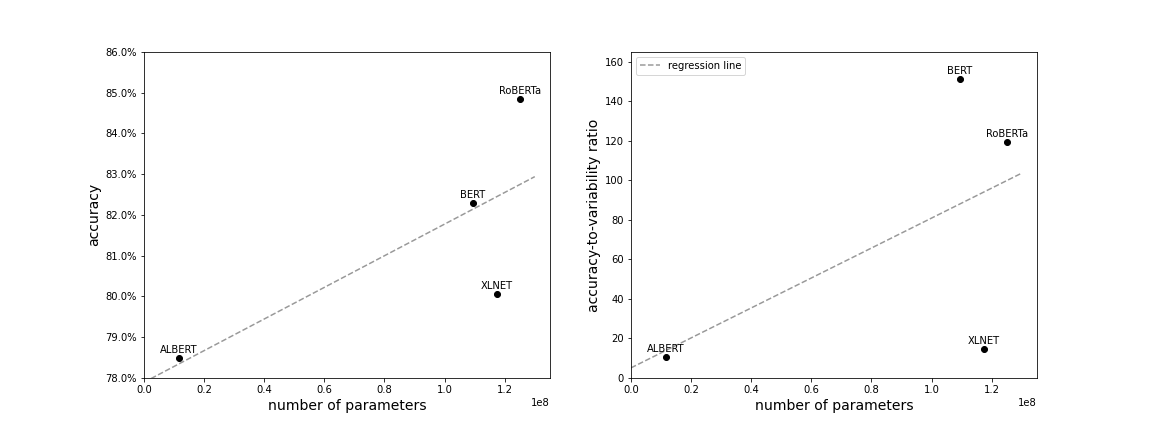 86.0%
85.0%
84.0%
83.0%
82.0%
81.0%
80.0%
79.0%
78.0%
accuracy
RoBERTa
BERT
XLNET
ALBERT
0.0 0.2 0.4 0.6 0.8 1.0 1.2
1e8
number of parameters
160
140
120
100
80
60
40
20
0
accuracy-to-variability ratio
regression line
BERT
RoBERTa
XLNET
ALBERT
0.0 0.2 0.4 0.6 0.8 1.0 1.2
1e8
number of parameters